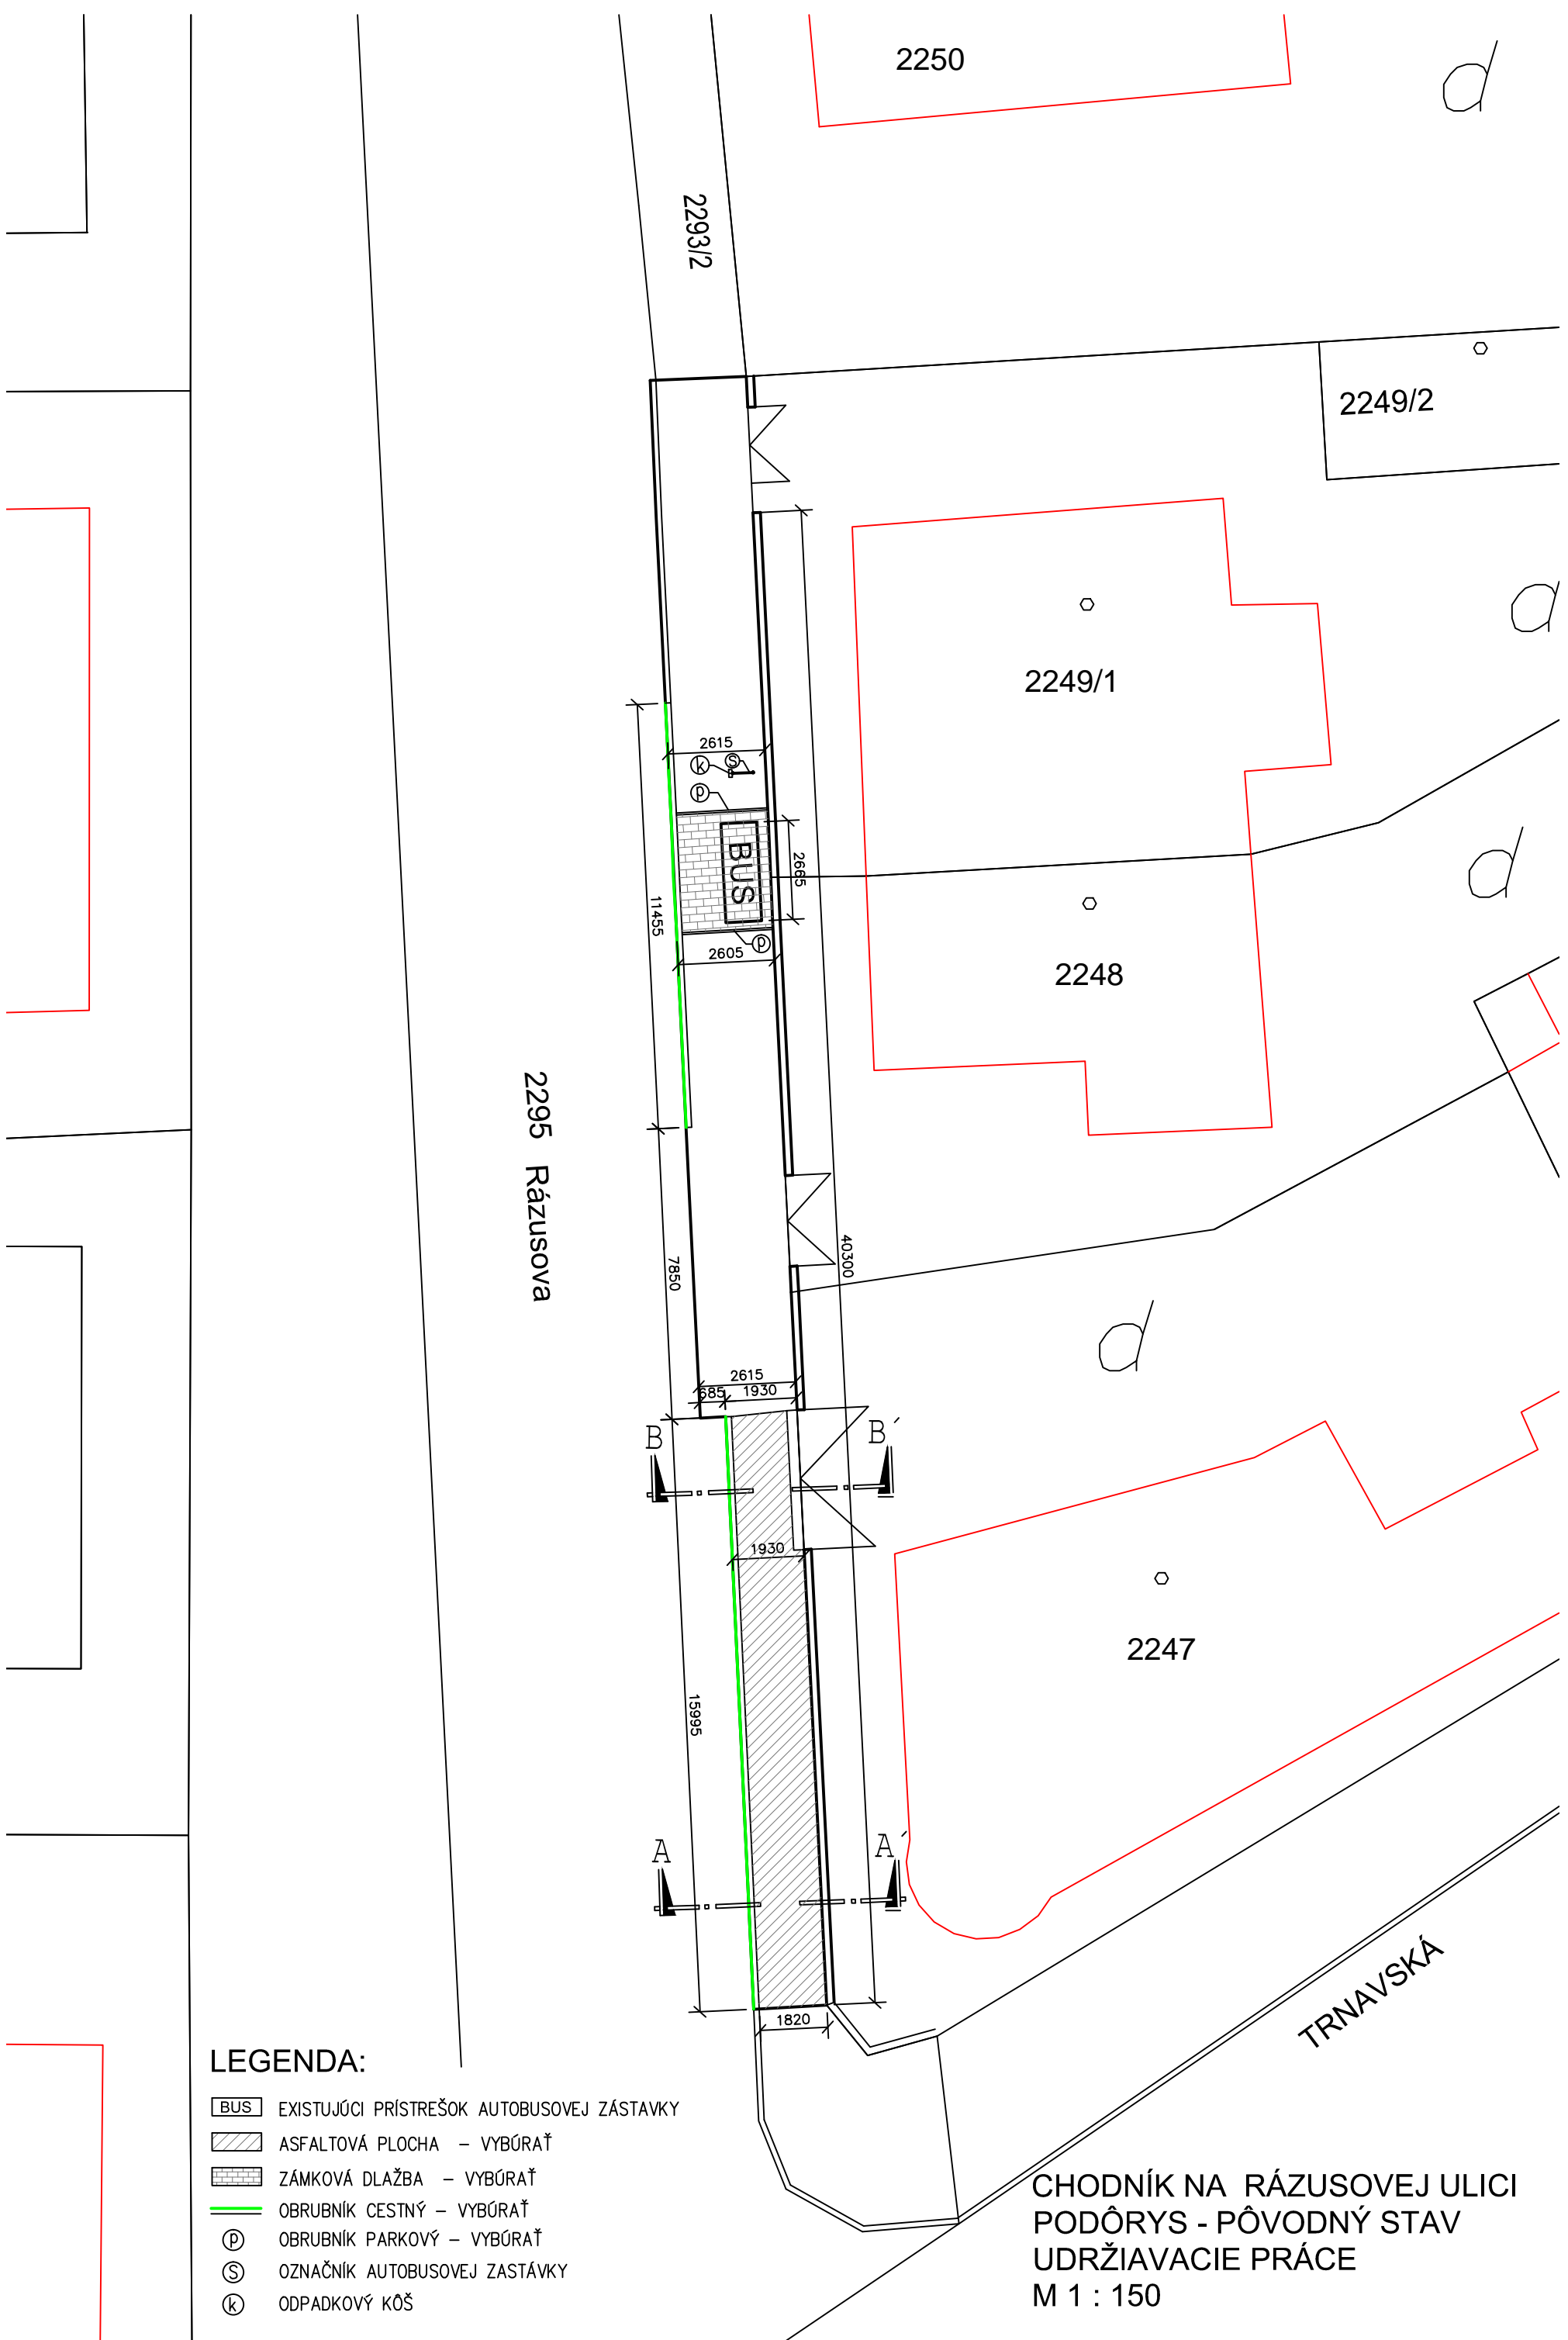 2250
2293/2
2249/2
2249/1
2615
k
S
p
BUS
2665
11455
2248
p
2605
2295 Rázusova
7850
40300
2615
685
1930
B
B´
1930
2247
15995
A
A´
1820
TRNAVSKÁ
LEGENDA:
BUS EXISTUJÚCI PRÍSTREŠOK AUTOBUSOVEJ ZÁSTAVKY
ASFALTOVÁ PLOCHA – VYBÚRAŤ
ZÁMKOVÁ DLAŽBA – VYBÚRAŤ
OBRUBNÍK CESTNÝ – VYBÚRAŤ
p OBRUBNÍK PARKOVÝ – VYBÚRAŤ
S OZNAČNÍK AUTOBUSOVEJ ZASTÁVKY
k ODPADKOVÝ KÔŠ
CHODNÍK NA RÁZUSOVEJ ULICI
PODÔRYS - PÔVODNÝ STAV
UDRŽIAVACIE PRÁCE
M 1 : 150